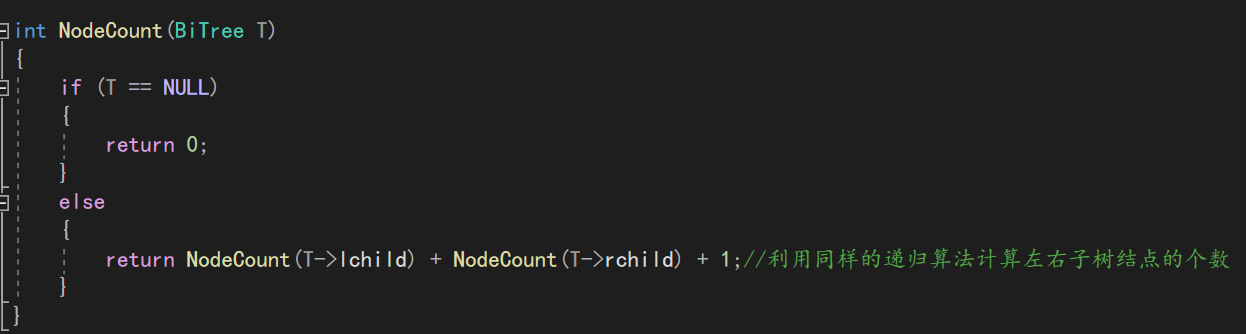 int NodeCount(BiTree T)
{
if (T == NULL)
{
return 0;
}
else
{
return NodeCount(T->lchild) + NodeCount(T->rchild) + 1;//利用同样的递归算法计算左右子树结点的个数
}
}